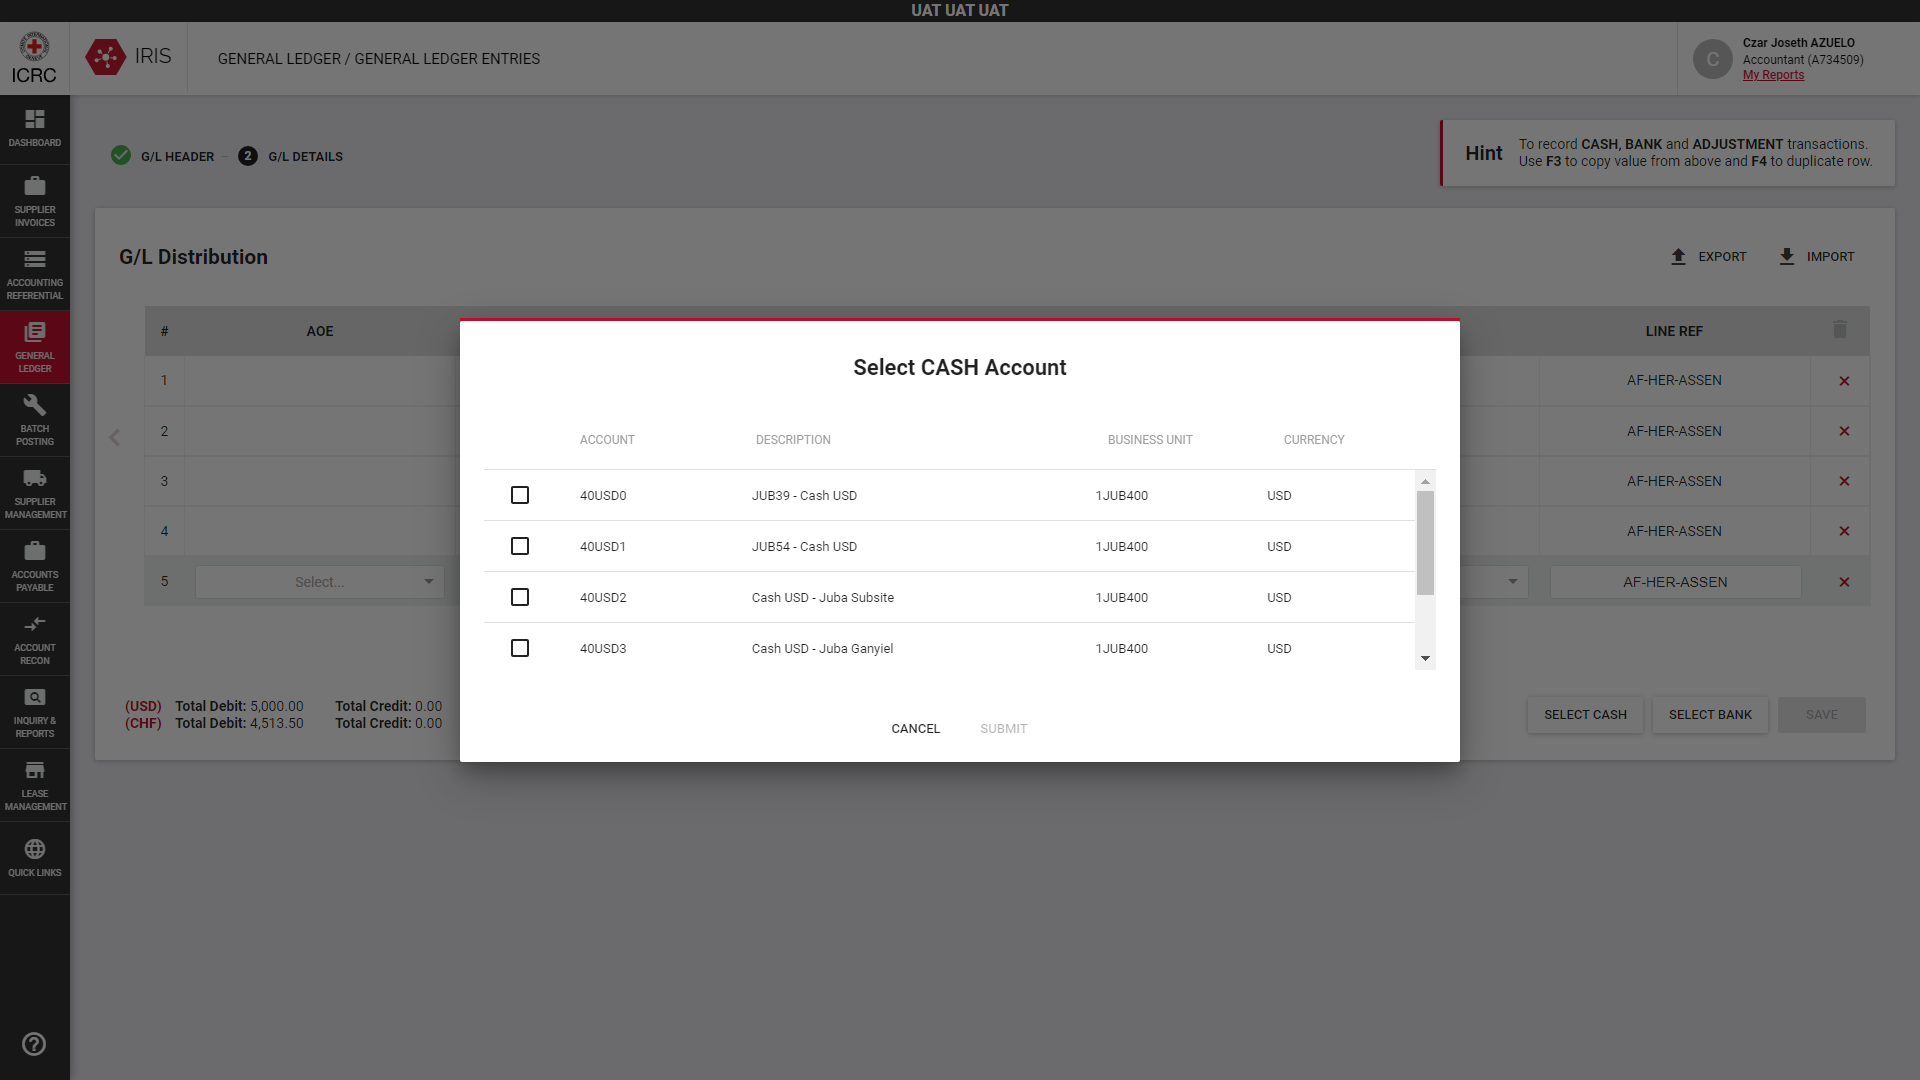 UAT UAT UAT
ICRC
IRIS
GENERAL LEDGER / GENERAL LEDGER ENTRIES
C
Czar Joseth AZUELO
Accountant (A734509)
My Reports
DASHBOARD
SUPPLIER
INVOICES
ACCOUNTING
REFERENTIAL
GENERAL
LEDGER
BATCH
POSTING
SUPPLIER
MANAGEMENT
ACCOUNTS
PAYABLE
ACCOUNT
RECON
INQUIRY &
REPORTS
LEASE
MANAGEMENT
QUICK LINKS
G/L HEADER
2 G/L DETAILS
Hint
To record CASH, BANK and ADJUSTMENT transactions.
Use F3 to copy value from above and F4 to duplicate row.
G/L Distribution
EXPORT
IMPORT
# AOE LINE REF
1 AF-HER-ASSEN
2 AF-HER-ASSEN
3 AF-HER-ASSEN
4 AF-HER-ASSEN
5 Select... AF-HER-ASSEN
Select CASH Account
ACCOUNT DESCRIPTION BUSINESS UNIT CURRENCY
40USD0 JUB39 - Cash USD 1JUB400 USD
40USD1 JUB54 - Cash USD 1JUB400 USD
40USD2 Cash USD - Juba Subsite 1JUB400 USD
40USD3 Cash USD - Juba Ganyiel 1JUB400 USD
CANCEL SUBMIT
(USD) Total Debit: 5,000.00 Total Credit: 0.00
(CHF) Total Debit: 4,513.50 Total Credit: 0.00
SELECT CASH SELECT BANK SAVE